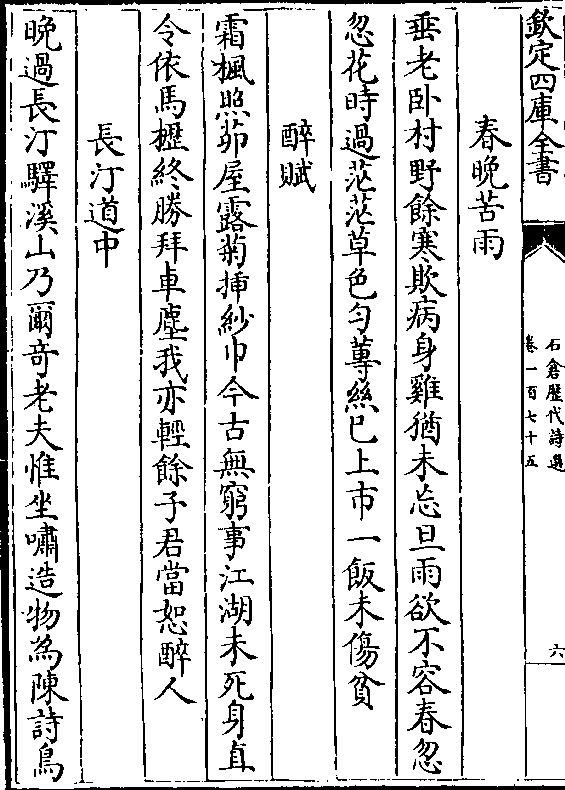 欽定四庫全書
石倉歷代詩選
卷一百七十五
六
春晚苦雨
垂老卧村野餘寒欺病身雞猶未忘旦雨欲不容春忽
忽花時過茫茫草色勻蓴絲已上市一飯未傷貧
醉賦
霜楓照茆屋露菊揷紗巾今古無窮事江湖未死身直
令依馬櫪終勝拜車塵我亦輕餘子君當恕醉人
長汀道中
晚過長汀驛溪山乃爾奇老夫惟坐嘯造物為陳詩鳥